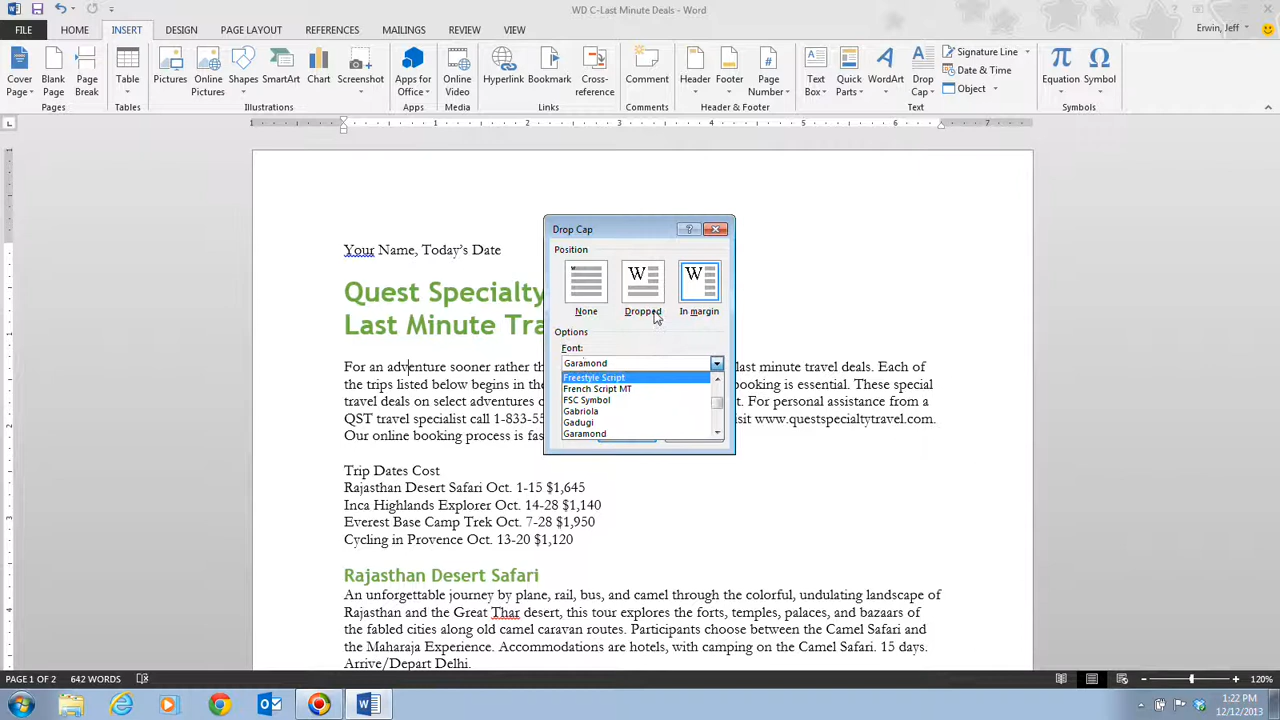 WD C-Last Minute Deals - Word
FILE HOME INSERT DESIGN PAGE LAYOUT REFERENCES MAILINGS REVIEW VIEW Erwin, Jeff
Cover Page Blank Page Page Break Table Pictures Online Pictures Shapes SmartArt Chart Screenshot Apps for Office Online Video Hyperlink Bookmark Cross-reference Comment Header Footer Page Number Text Box Quick Parts WordArt Drop Cap Signature Line Date & Time Object Equation Symbol
Pages Tables Illustrations Apps Media Links Comments Header & Footer Text Symbols
1 1 2 3 4 5 6 7
Your Name, Today's Date
Quest Specialty
Last Minute Tra
For an adventure sooner rather th last minute travel deals. Each of
the trips listed below begins in the booking is essential. These special
travel deals on select adventures For personal assistance from a
QST travel specialist call 1-833-55 visit www.questspecialtytravel.com.
Our online booking process is fas
Trip Dates Cost
Rajasthan Desert Safari Oct. 1-15 $1,645
Inca Highlands Explorer Oct. 14-28 $1,140
Everest Base Camp Trek Oct. 7-28 $1,950
Cycling in Provence Oct. 13-20 $1,120
Rajasthan Desert Safari
An unforgettable journey by plane, rail, bus, and camel through the colorful, undulating landscape of
Rajasthan and the Great Thar desert, this tour explores the forts, temples, palaces, and bazaars of
the fabled cities along old camel caravan routes. Participants choose between the Camel Safari and
the Maharaja Experience. Accommodations are hotels, with camping on the Camel Safari. 15 days.
Arrive/Depart Delhi.
Drop Cap
Position
W W W
None Dropped In margin
Options
Font:
Garamond
Freestyle Script
French Script MT
FSC Symbol
Gabriola
Gadugi
Garamond
PAGE 1 OF 2 642 WORDS 120%
1:22 PM
12/12/2013